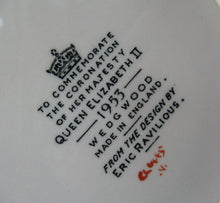 TO COMMEMORATE
THE CORONATION
OF HER MAJESTY
QUEEN ELIZABETH II
— 1953 —
WEDGWOOD
MADE IN ENGLAND.
FROM THE DESIGN BY
ERIC RAVILIOUS.